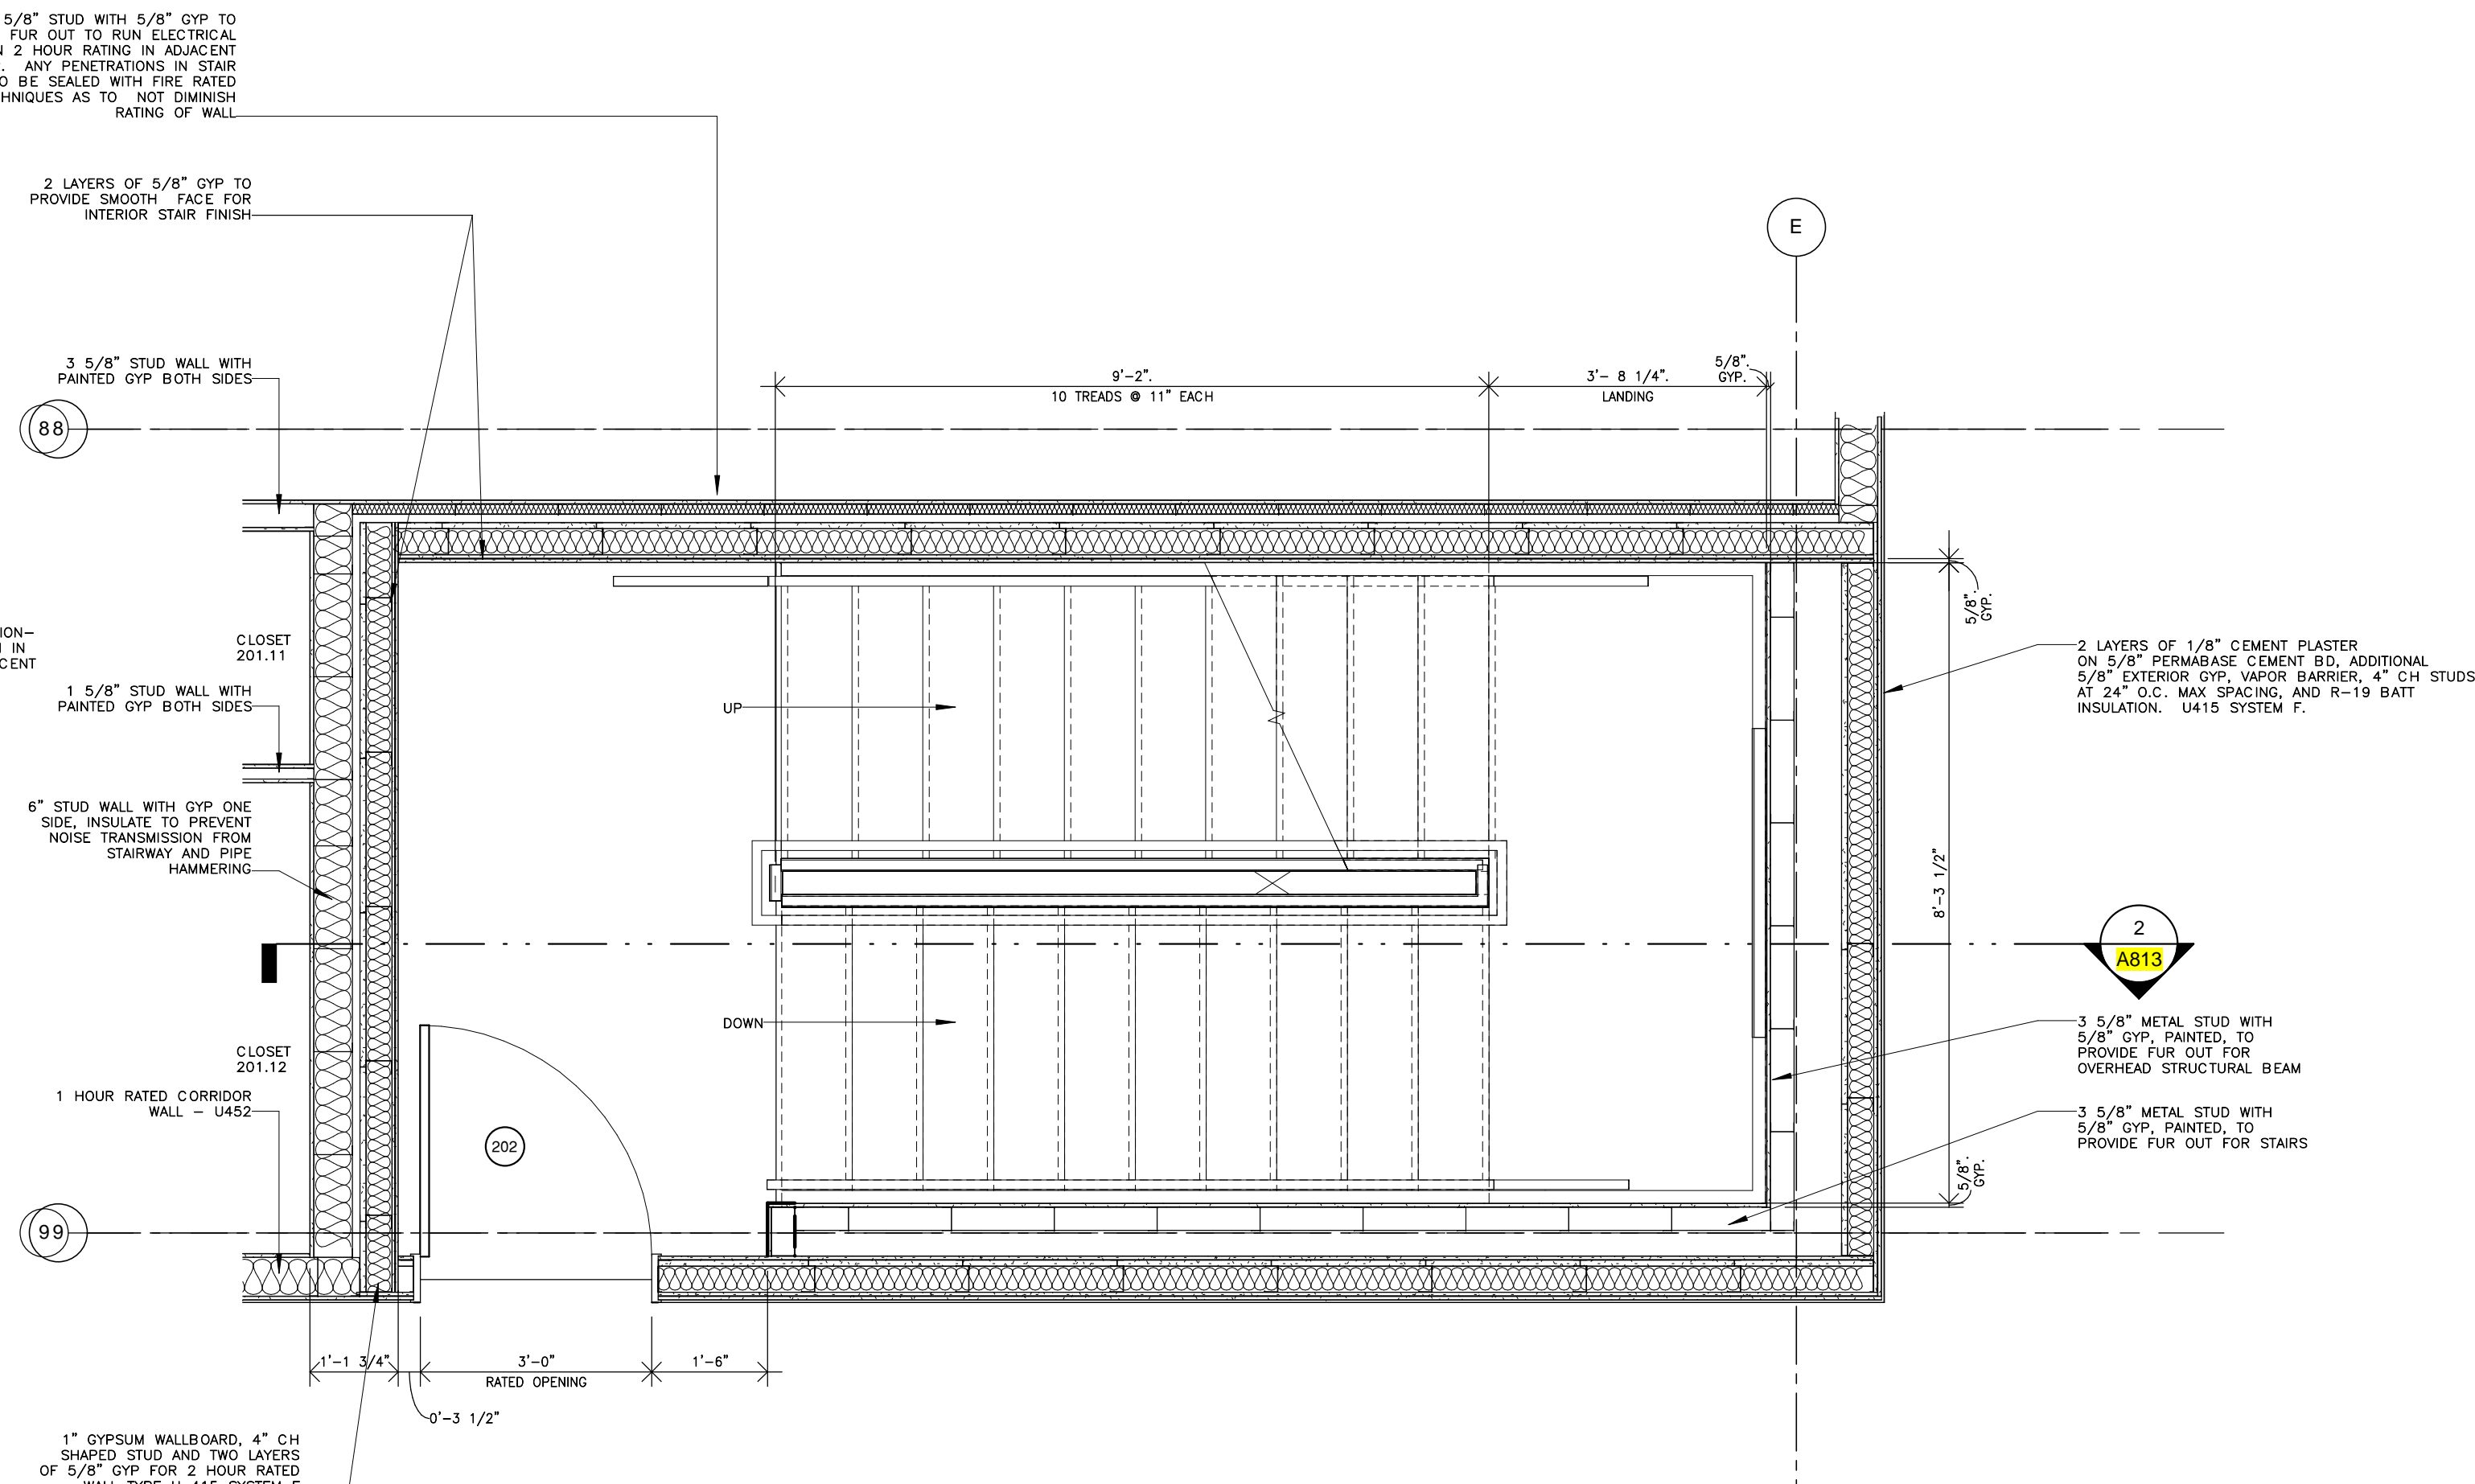 5/8" STUD WITH 5/8" GYP TO
FUR OUT TO RUN ELECTRICAL
2 HOUR RATING IN ADJACENT
ANY PENETRATIONS IN STAIR
BE SEALED WITH FIRE RATED
AS TO NOT DIMINISH
RATING OF WALL
2 LAYERS OF 5/8" GYP TO
PROVIDE SMOOTH FACE FOR
INTERIOR STAIR FINISH
E
3 5/8" STUD WALL WITH
PAINTED GYP BOTH SIDES
9'-2".
10 TREADS @ 11" EACH
3'- 8 1/4".
LANDING
5/8".
GYP.
88
5/8".
GYP.
CLOSET
201.11
IN
2 LAYERS OF 1/8" CEMENT PLASTER
ON 5/8" PERMABASE CEMENT BD, ADDITIONAL
5/8" EXTERIOR GYP, VAPOR BARRIER, 4" CH STUDS
AT 24" O.C. MAX SPACING, AND R-19 BATT
INSULATION. U415 SYSTEM F.
1 5/8" STUD WALL WITH
PAINTED GYP BOTH SIDES
UP
6" STUD WALL WITH GYP ONE
SIDE, INSULATE TO PREVENT
NOISE TRANSMISSION FROM
STAIRWAY AND PIPE
HAMMERING
8'-3 1/2"
2
A813
DOWN
3 5/8" METAL STUD WITH
5/8" GYP, PAINTED, TO
PROVIDE FUR OUT FOR
OVERHEAD STRUCTURAL BEAM
CLOSET
201.12
1 HOUR RATED CORRIDOR
WALL - U452
202
3 5/8" METAL STUD WITH
5/8" GYP, PAINTED, TO
PROVIDE FUR OUT FOR STAIRS
5/8".
GYP.
99
1'-1 3/4"
3'-0"
RATED OPENING
1'-6"
0'-3 1/2"
1" GYPSUM WALLBOARD, 4" CH
SHAPED STUD AND TWO LAYERS
OF 5/8" GYP FOR 2 HOUR RATED
WALL TYPE U 415 SYSTEM F